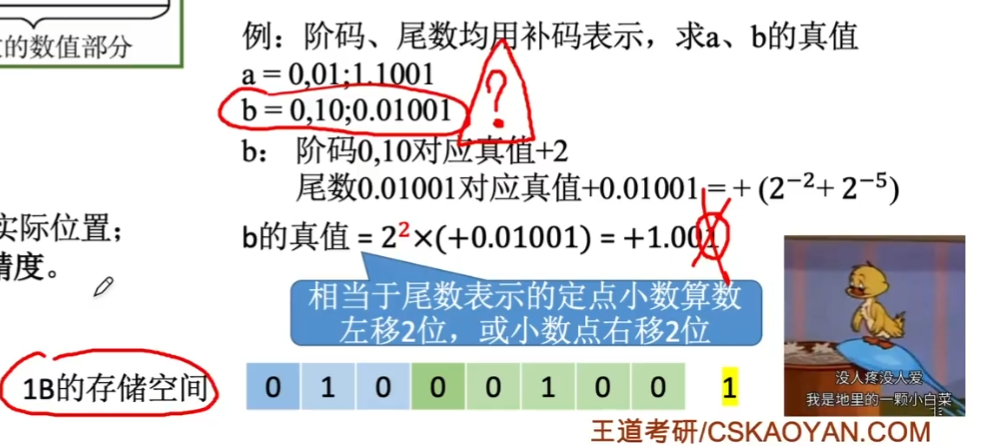 例：阶码、尾数均用补码表示，求a、b的真值
的数值部分
a = 0,01;1.1001
b = 0,10;0.01001
?
b： 阶码0,10对应真值+2
尾数0.01001对应真值+0.01001 = + (2⁻²+ 2⁻⁵)
实际位置；
b的真值 = 2²×(+0.01001) = +1.001
精度。
相当于尾数表示的定点小数算数
左移2位，或小数点右移2位
1B的存储空间
0 1 0 0 0 1 0 0 1
没人疼没人爱
我是地里的一颗小白菜
王道考研/CSKAOYAN.COM